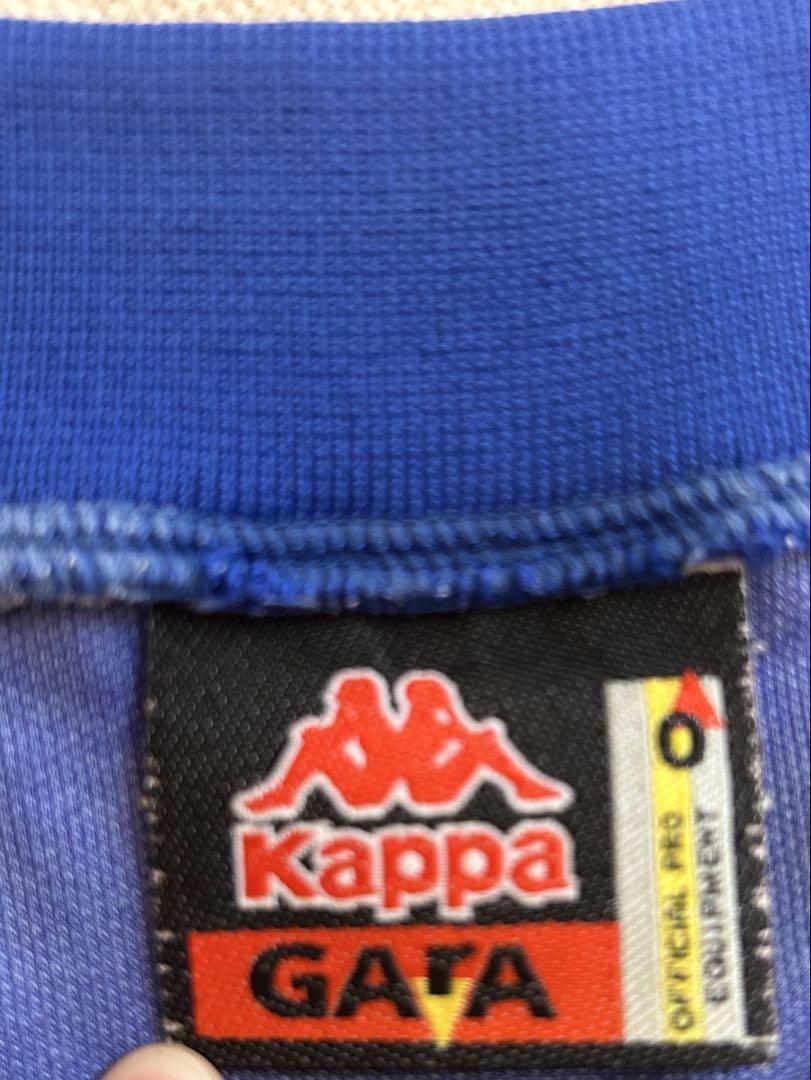 Kappa
GArA
O
OFFICIAL PRO
EQUIPMENT